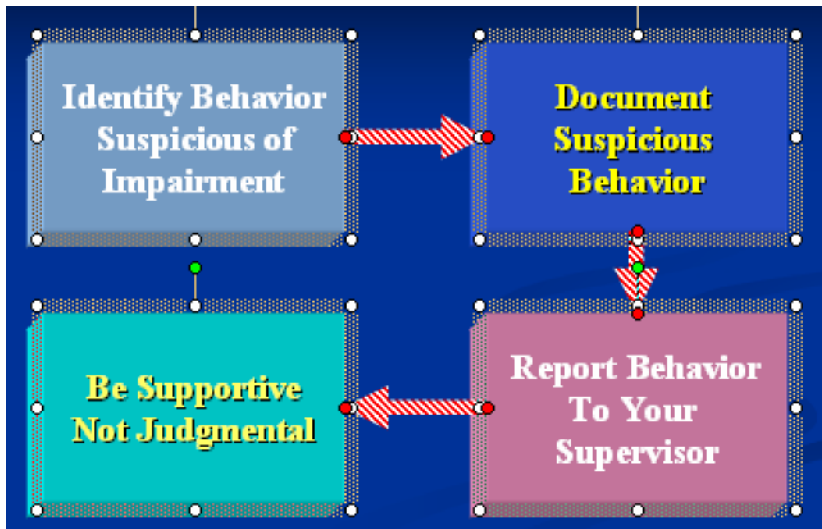 Identify Behavior
Suspicious of
Impairment
Document
Suspicious
Behavior
Report Behavior
To Your
Supervisor
Be Supportive
Not Judgmental